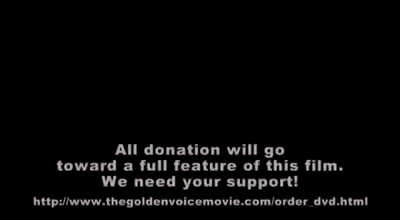 All donation will go
toward a full feature of this film.
We need your support!
http://www.thegoldenvoicemovie.com/order_dvd.html